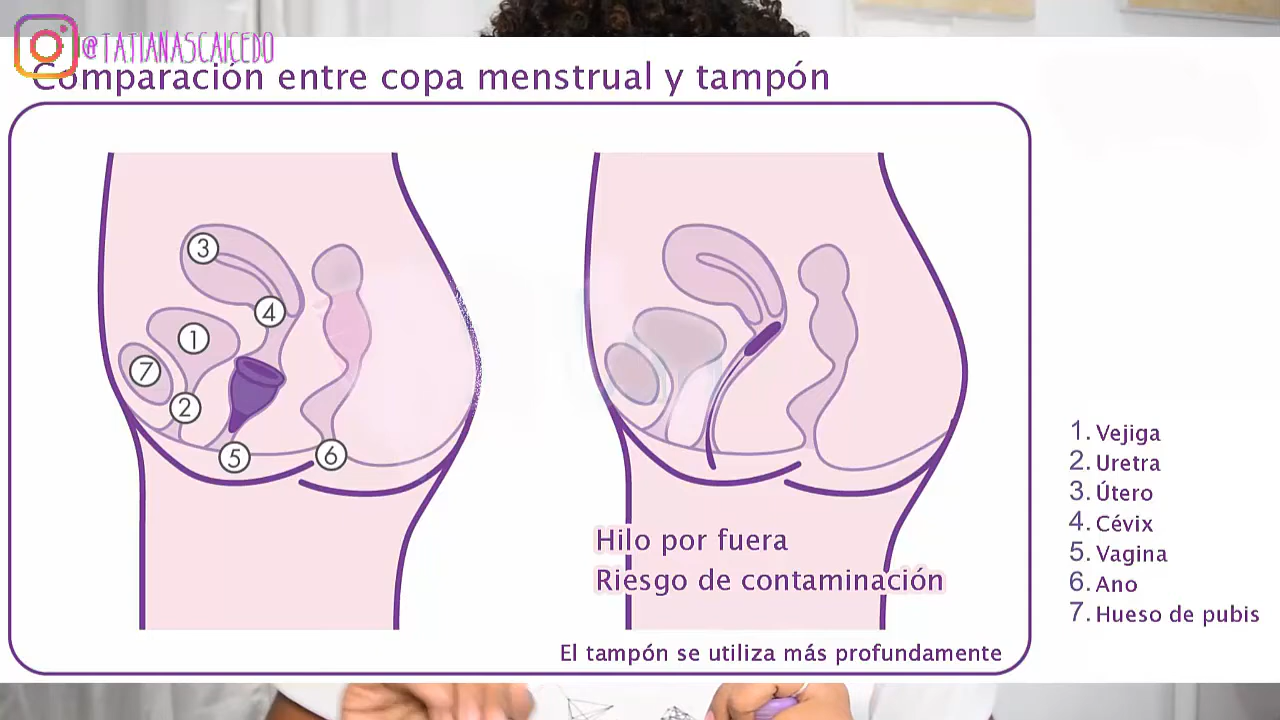 @TATIANASCAICEDO
Comparación entre copa menstrual y tampón
3
4
1
7
2
5
6
Hilo por fuera
Riesgo de contaminación
El tampón se utiliza más profundamente
1. Vejiga
2. Uretra
3. Útero
4. Cévix
5. Vagina
6. Ano
7. Hueso de pubis